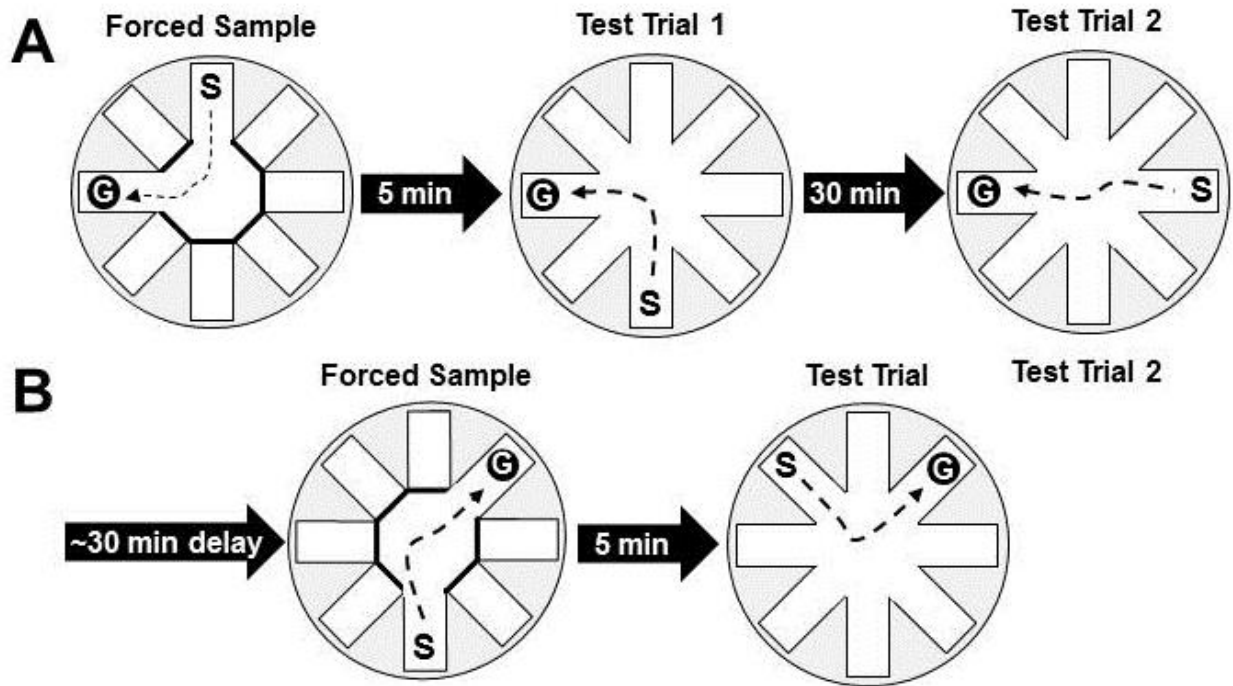 A
Forced Sample
Test Trial 1
Test Trial 2
S
G
5 min
G
S
30 min
G
S
B
Forced Sample
Test Trial
Test Trial 2
~30 min delay
G
S
5 min
S
G